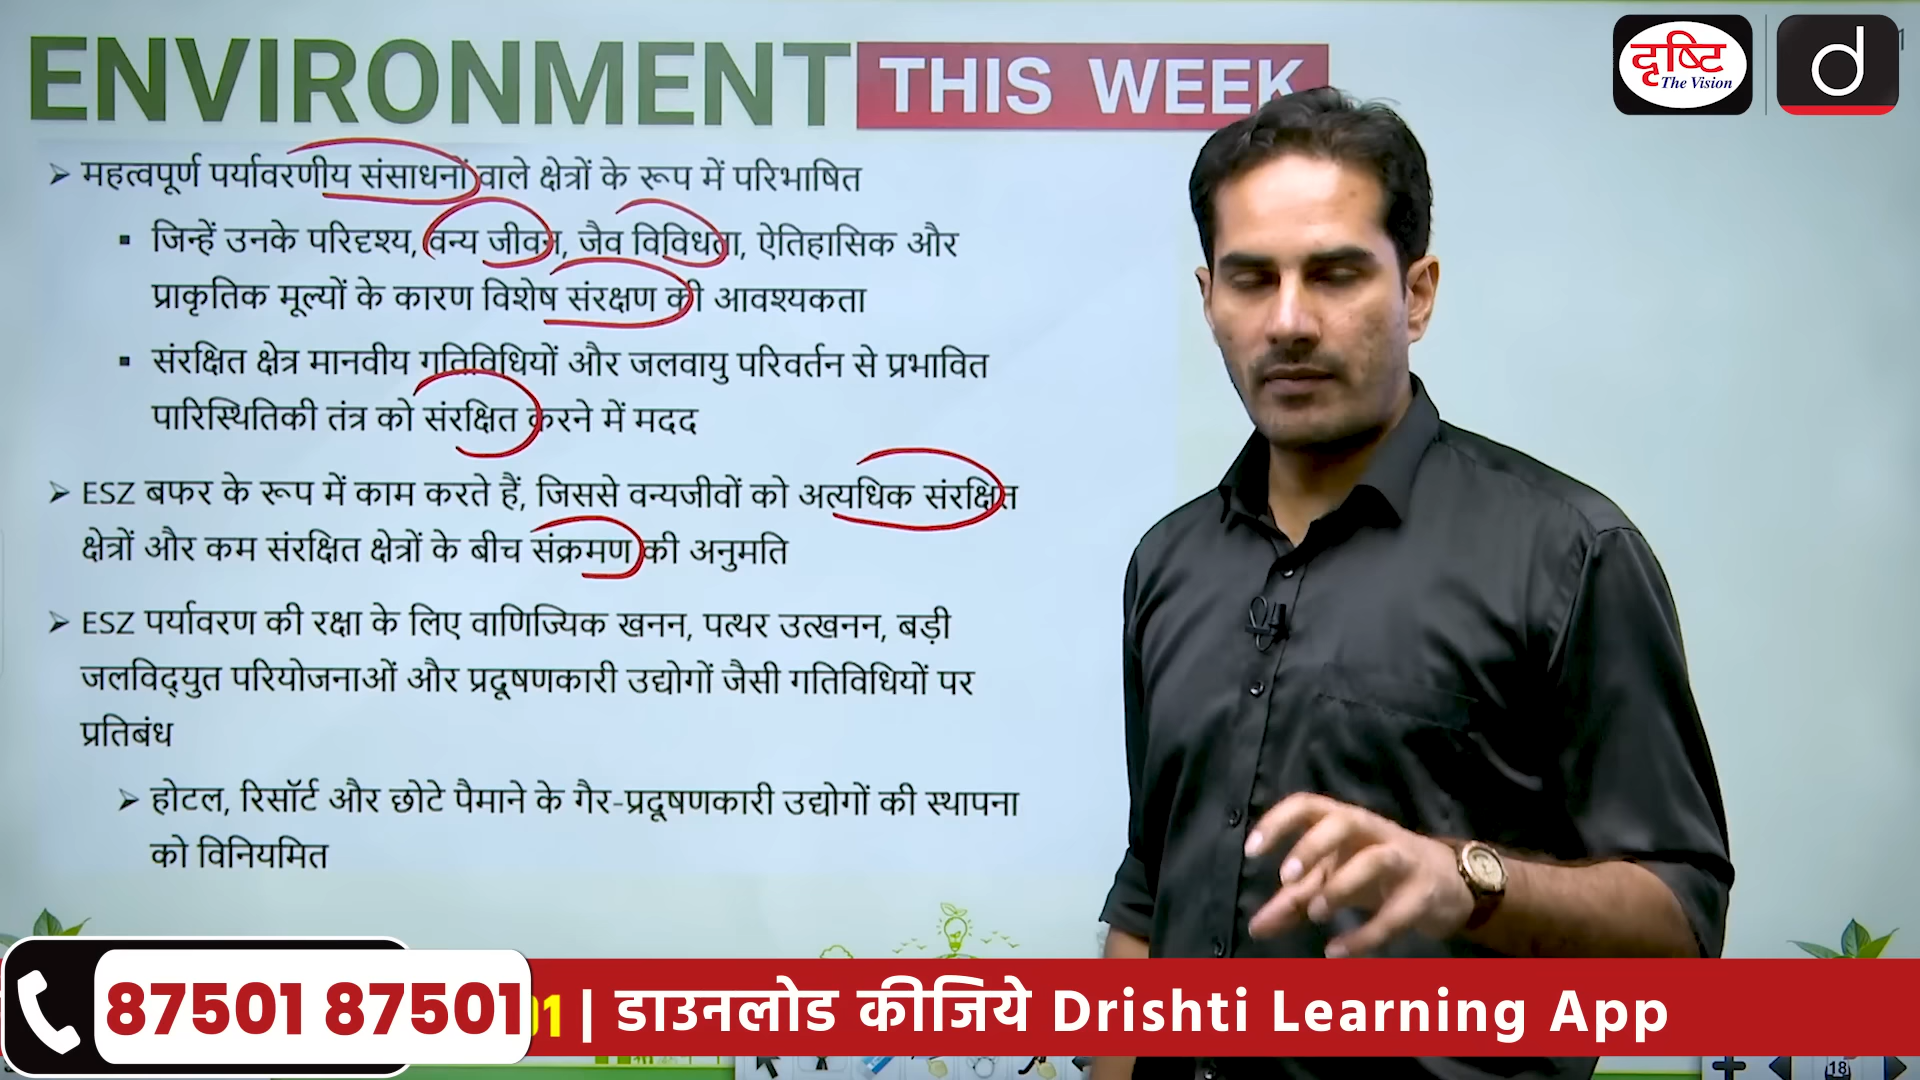 ENVIRONMENT THIS WEEK
दृष्टि
The Vision
d
➢ महत्वपूर्ण पर्यावरणीय संसाधनों वाले क्षेत्रों के रूप में परिभाषित
▪ जिन्हें उनके परिदृश्य, वन्य जीवन, जैव विविधता, ऐतिहासिक और
प्राकृतिक मूल्यों के कारण विशेष संरक्षण की आवश्यकता
▪ संरक्षित क्षेत्र मानवीय गतिविधियों और जलवायु परिवर्तन से प्रभावित
पारिस्थितिकी तंत्र को संरक्षित करने में मदद
➢ ESZ बफर के रूप में काम करते हैं, जिससे वन्यजीवों को अत्यधिक संरक्षित
क्षेत्रों और कम संरक्षित क्षेत्रों के बीच संक्रमण की अनुमति
➢ ESZ पर्यावरण की रक्षा के लिए वाणिज्यिक खनन, पत्थर उत्खनन, बड़ी
जलविद्युत परियोजनाओं और प्रदूषणकारी उद्योगों जैसी गतिविधियों पर
प्रतिबंध
➢ होटल, रिसॉर्ट और छोटे पैमाने के गैर-प्रदूषणकारी उद्योगों की स्थापना
को विनियमित
87501 87501
1 | डाउनलोड कीजिये Drishti Learning App
18